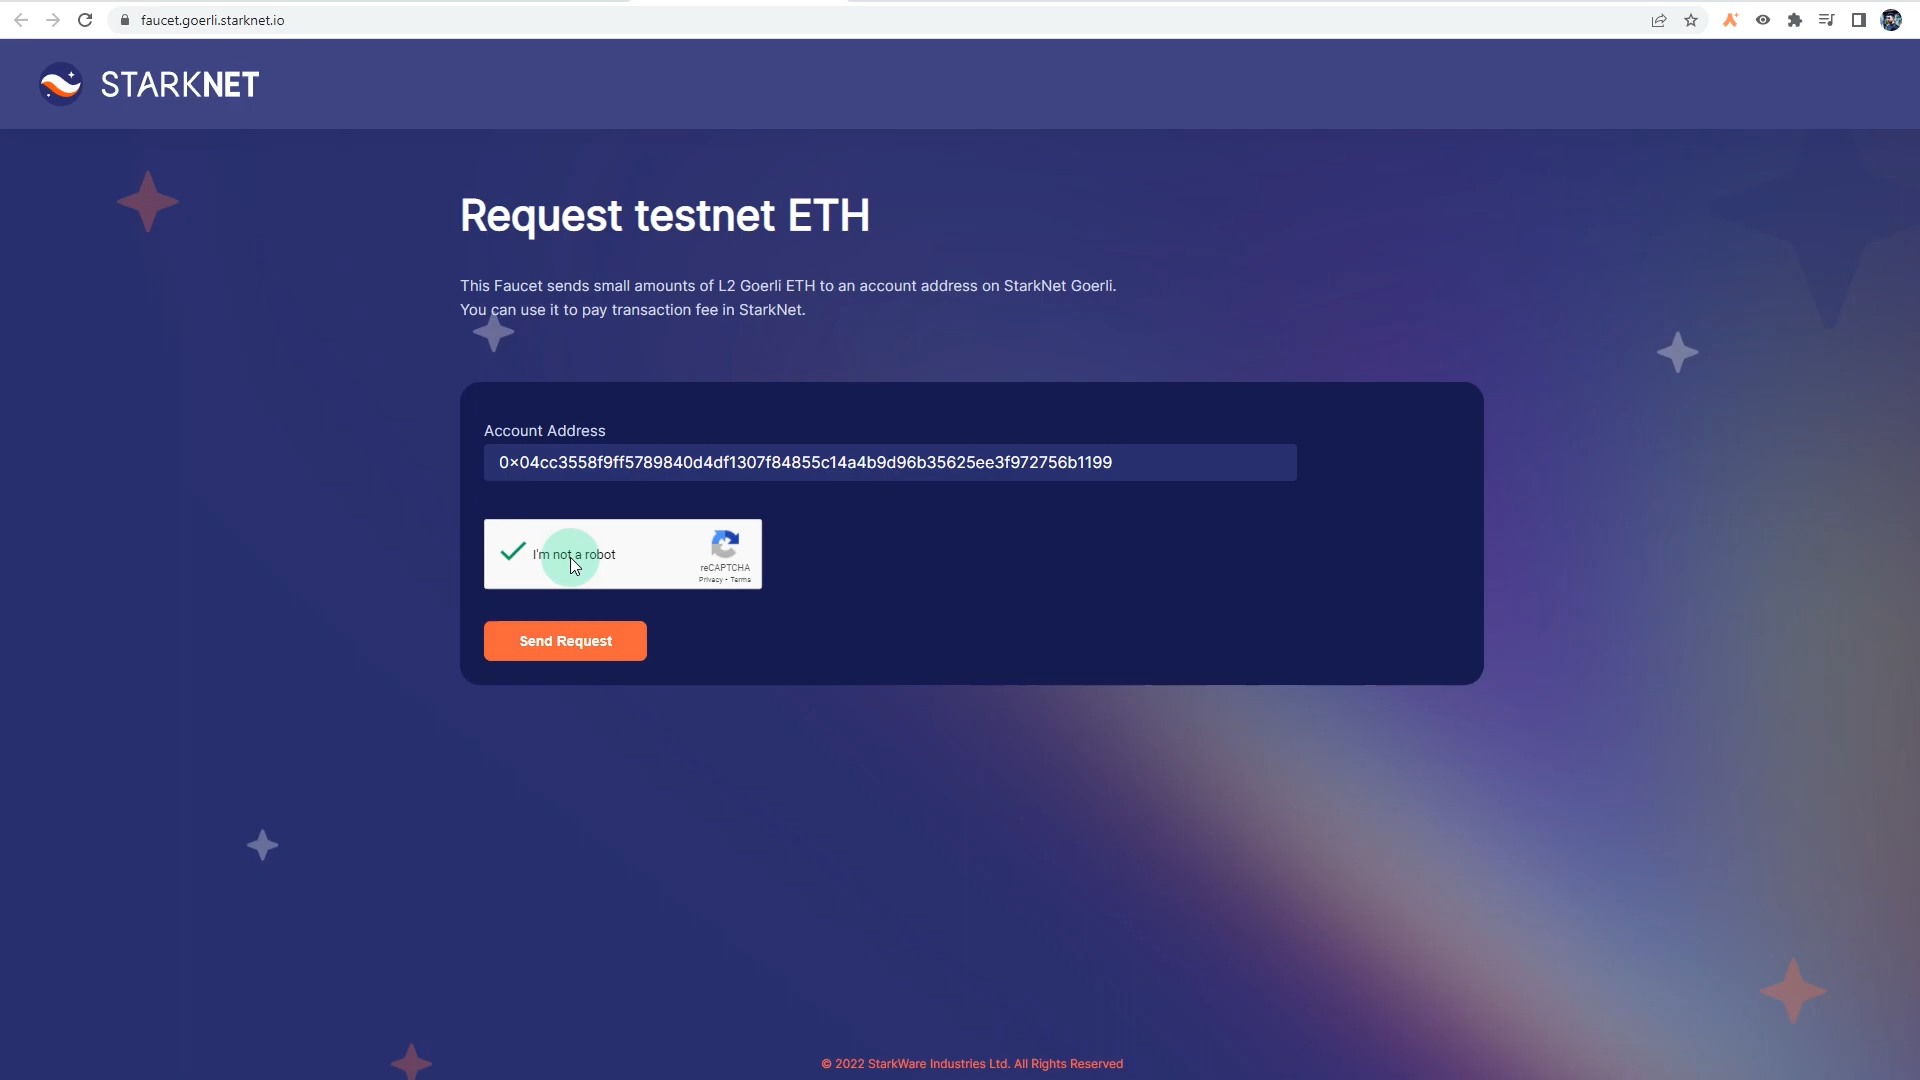 faucet.goerli.starknet.io
STARKNET
Request testnet ETH
This Faucet sends small amounts of L2 Goerli ETH to an account address on StarkNet Goerli.
You can use it to pay transaction fee in StarkNet.
Account Address
0x04cc3558f9ff5789840d4df1307f84855c14a4b9d96b35625ee3f972756b1199
I'm not a robot
reCAPTCHA
Privacy - Terms
Send Request
© 2022 StarkWare Industries Ltd. All Rights Reserved